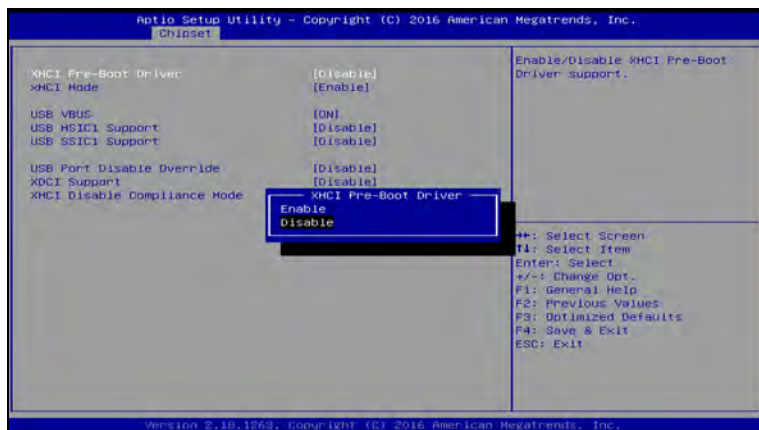 Aptio Setup Utility - Copyright (C) 2016 American Megatrends, Inc.
Chipset
XHCI Pre-Boot Driver [Disable]
xHCI Mode [Enable]
USB VBUS [ON]
USB HSIC1 Support [Disable]
USB SSIC1 Support [Disable]
USB Port Disable Override [Disable]
XDCI Support [Disable]
XHCI Disable Compliance Mode
XHCI Pre-Boot Driver
Enable
Disable
Enable/Disable XHCI Pre-Boot
Driver support.
→←: Select Screen
↑↓: Select Item
Enter: Select
+/-: Change Opt.
F1: General Help
F2: Previous Values
F3: Optimized Defaults
F4: Save & Exit
ESC: Exit
Version 2.18.1263. Copyright (C) 2016 American Megatrends, Inc.